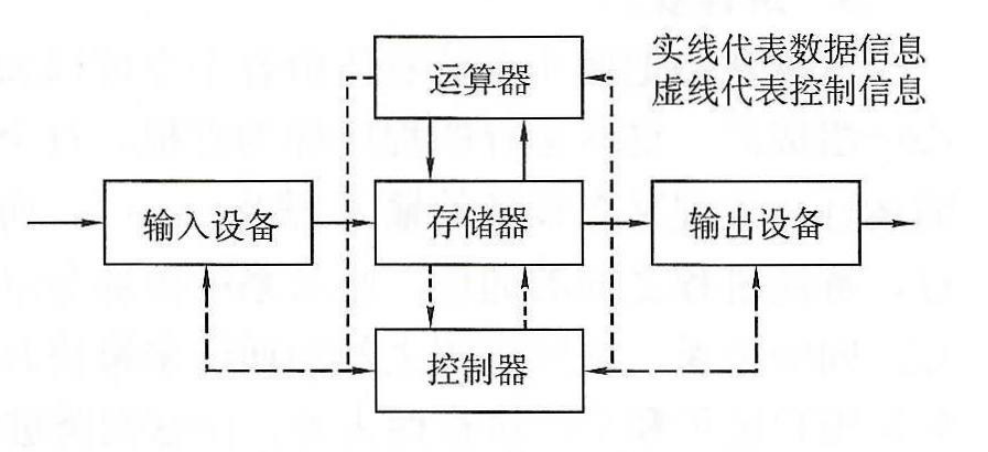 运算器
实线代表数据信息
虚线代表控制信息
输入设备
存储器
输出设备
控制器